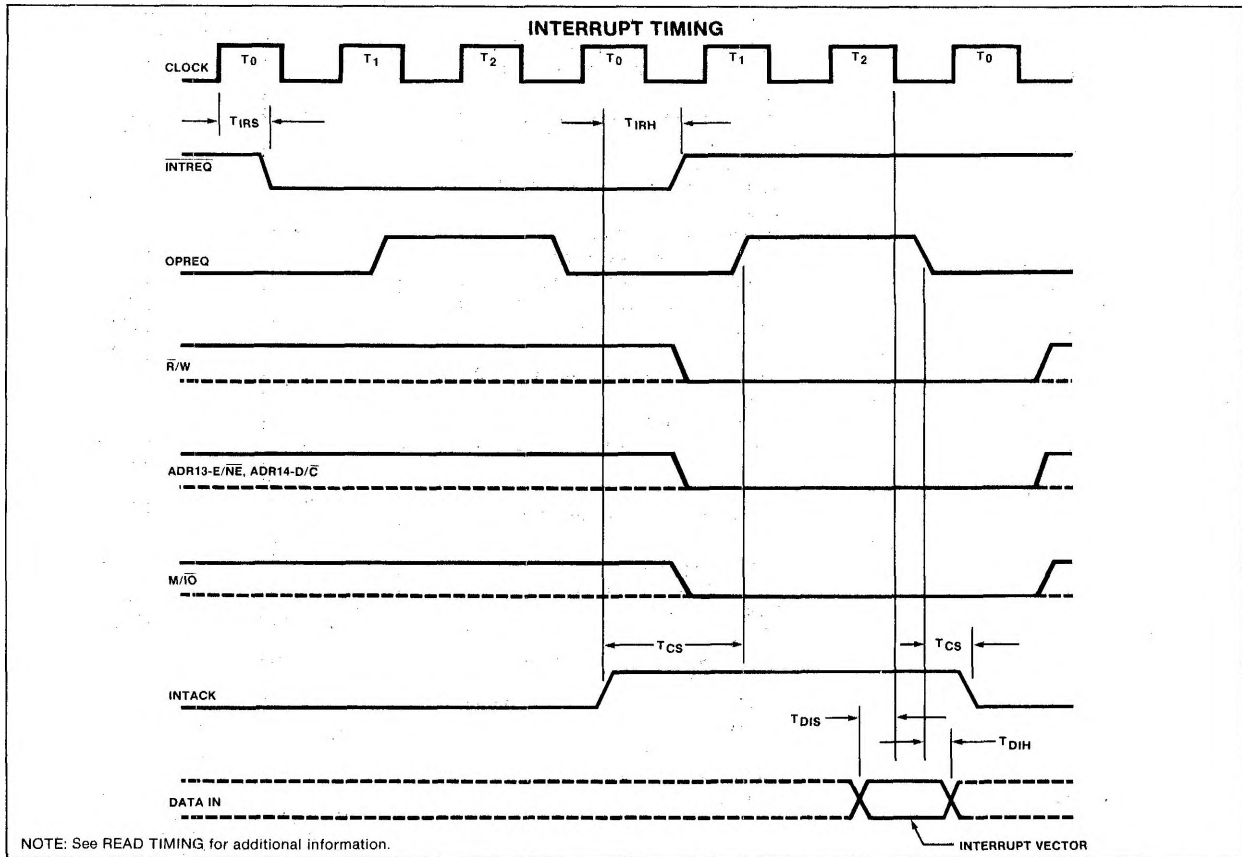 INTERRUPT TIMING
CLOCK T0 T1 T2 T0 T1 T2 T0
TIRS TIRH
INTREQ
OPREQ
R/W
ADR13-E/NE, ADR14-D/C
M/IO
TCS TCS
INTACK
TDIS
TDIH
DATA IN
INTERRUPT VECTOR
NOTE: See READ TIMING for additional information.